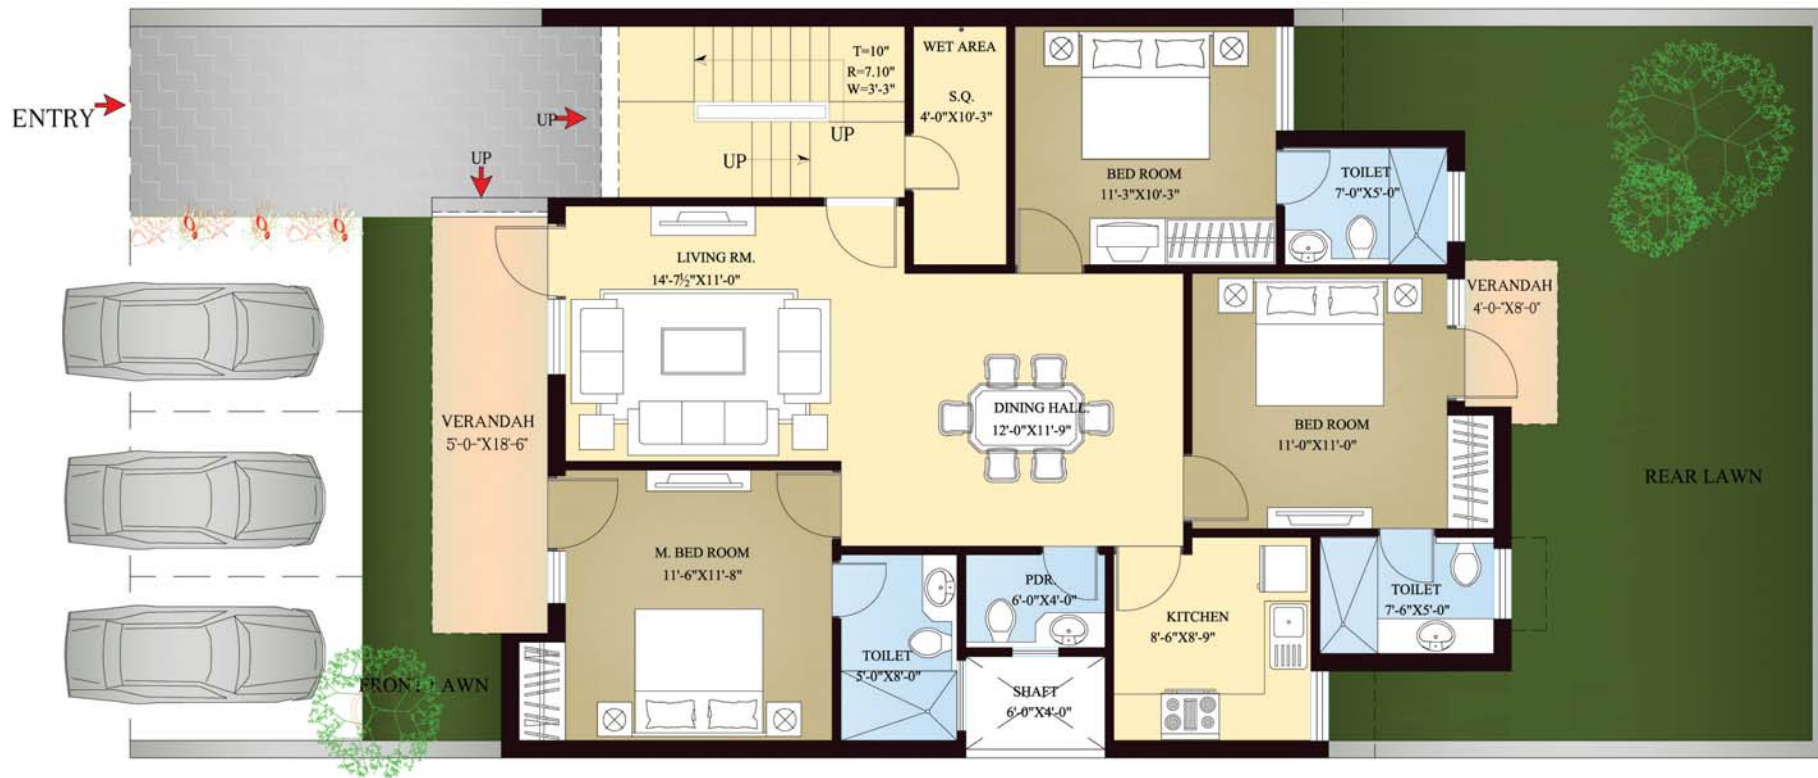 ENTRY
UP
UP
T=10"
R=7.10"
W=3'-3"
UP
UP
WET AREA
S.Q.
4'-0"X10'-3"
BED ROOM
11'-3"X10'-3"
TOILET
7'-0"X5'-0"
LIVING RM.
14'-7½"X11'-0"
VERANDAH
4'-0-"X8'-0"
VERANDAH
5'-0-"X18'-6"
DINING HALL.
12'-0"X11'-9"
BED ROOM
11'-0"X11'-0"
REAR LAWN
M. BED ROOM
11'-6"X11'-8"
PDR.
6'-0"X4'-0"
KITCHEN
8'-6"X8'-9"
TOILET
7'-6"X5'-0"
TOILET
5'-0"X8'-0"
SHAFT
6'-0"X4'-0"
FRONT LAWN